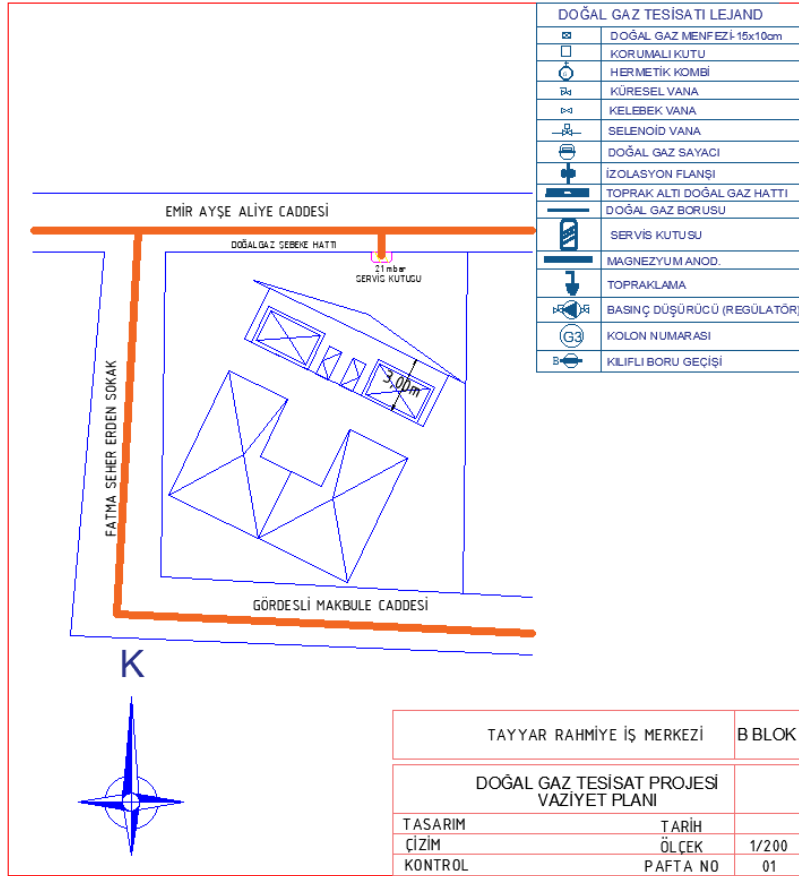 DOĞAL GAZ TESİSATI LEJAND
DOĞAL GAZ MENFEZİ-15x10cm
KORUMALI KUTU
HERMETİK KOMBİ
KÜRESEL VANA
KELEBEK VANA
SELENOİD VANA
DOĞAL GAZ SAYACI
İZOLASYON FLANŞI
TOPRAK ALTI DOĞAL GAZ HATTI
DOĞAL GAZ BORUSU
SERVİS KUTUSU
MAGNEZYUM ANOD.
TOPRAKLAMA
BASINÇ DÜŞÜRÜCÜ (REGÜLATÖR)
G3 KOLON NUMARASI
B KILIFLI BORU GEÇİŞİ
EMİR AYŞE ALİYE CADDESİ
DOĞALGAZ ŞEBEKE HATTI
21mbar
SERVİS KUTUSU
3,00m
FATMA SEHER ERDEN SOKAK
GÖRDESLİ MAKBULE CADDESİ
K
TAYYAR RAHMİYE İŞ MERKEZİ B BLOK
DOĞAL GAZ TESİSAT PROJESİ
VAZİYET PLANI
TASARIM TARİH
ÇİZİM ÖLÇEK 1/200
KONTROL PAFTA NO 01